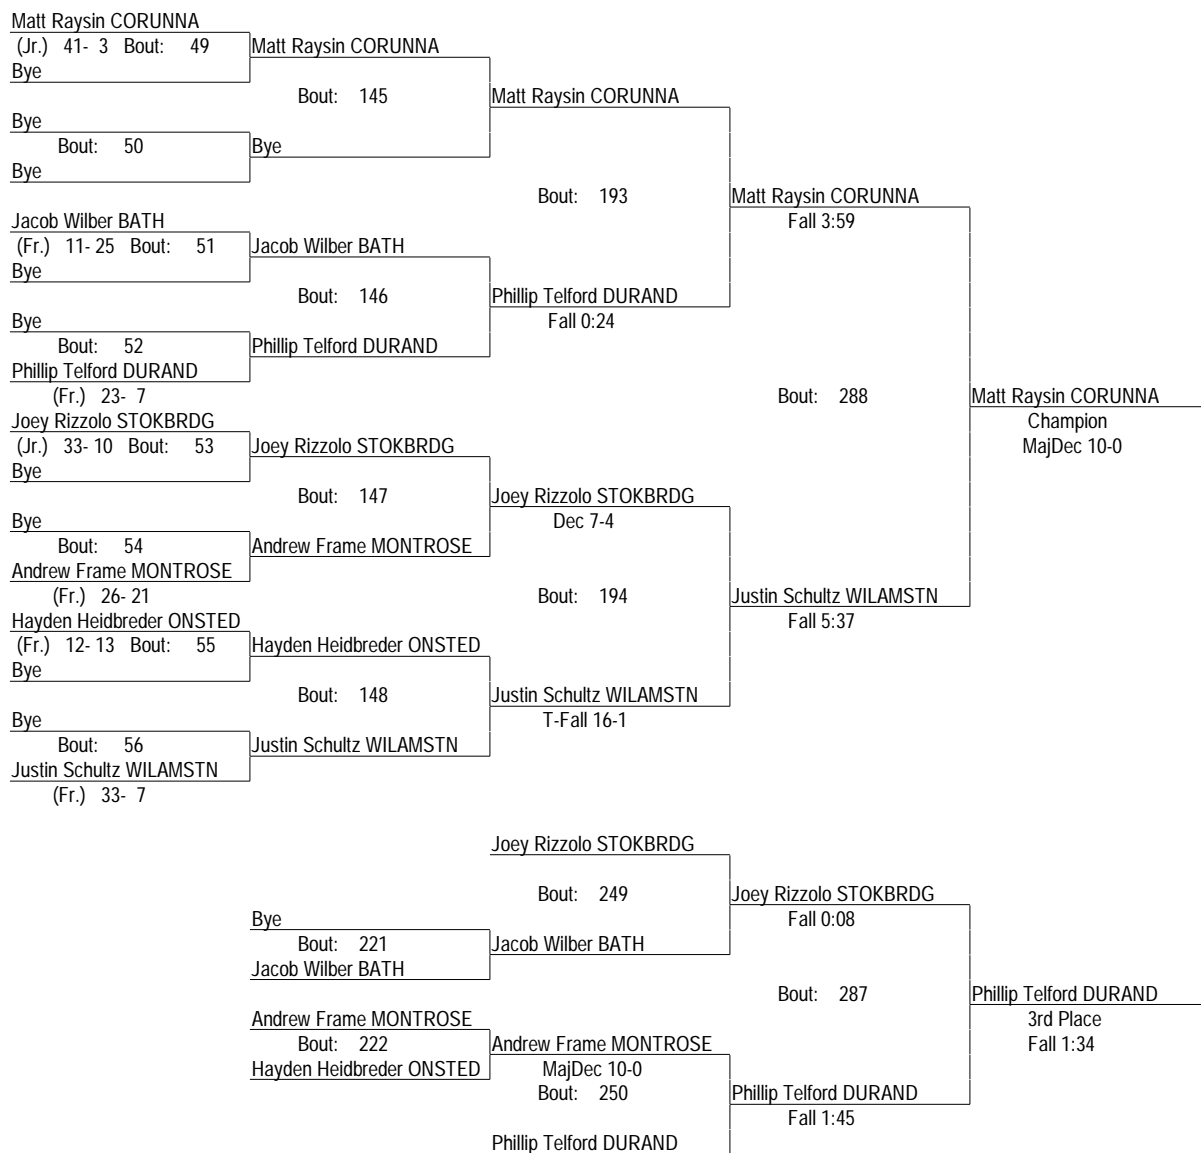 Matt Raysin CORUNNA
(Jr.) 41- 3 Bout: 49 Matt Raysin CORUNNA
Bye
Bout: 145 Matt Raysin CORUNNA
Bye
Bout: 50 Bye
Bye
Bout: 193 Matt Raysin CORUNNA
Jacob Wilber BATH Fall 3:59
(Fr.) 11- 25 Bout: 51 Jacob Wilber BATH
Bye
Bout: 146 Phillip Telford DURAND
Bye Fall 0:24
Bout: 52 Phillip Telford DURAND
Phillip Telford DURAND
(Fr.) 23- 7 Bout: 288 Matt Raysin CORUNNA
Joey Rizzolo STOKBRDG Champion
(Jr.) 33- 10 Bout: 53 Joey Rizzolo STOKBRDG MajDec 10-0
Bye
Bout: 147 Joey Rizzolo STOKBRDG
Bye Dec 7-4
Bout: 54 Andrew Frame MONTROSE
Andrew Frame MONTROSE
(Fr.) 26- 21 Bout: 194 Justin Schultz WILAMSTN
Hayden Heidbreder ONSTED Fall 5:37
(Fr.) 12- 13 Bout: 55 Hayden Heidbreder ONSTED
Bye
Bout: 148 Justin Schultz WILAMSTN
Bye T-Fall 16-1
Bout: 56 Justin Schultz WILAMSTN
Justin Schultz WILAMSTN
(Fr.) 33- 7
Joey Rizzolo STOKBRDG
Bout: 249 Joey Rizzolo STOKBRDG
Bye Fall 0:08
Bout: 221 Jacob Wilber BATH
Jacob Wilber BATH
Bout: 287 Phillip Telford DURAND
Andrew Frame MONTROSE 3rd Place
Bout: 222 Andrew Frame MONTROSE Fall 1:34
Hayden Heidbreder ONSTED MajDec 10-0
Bout: 250 Phillip Telford DURAND
Fall 1:45
Phillip Telford DURAND